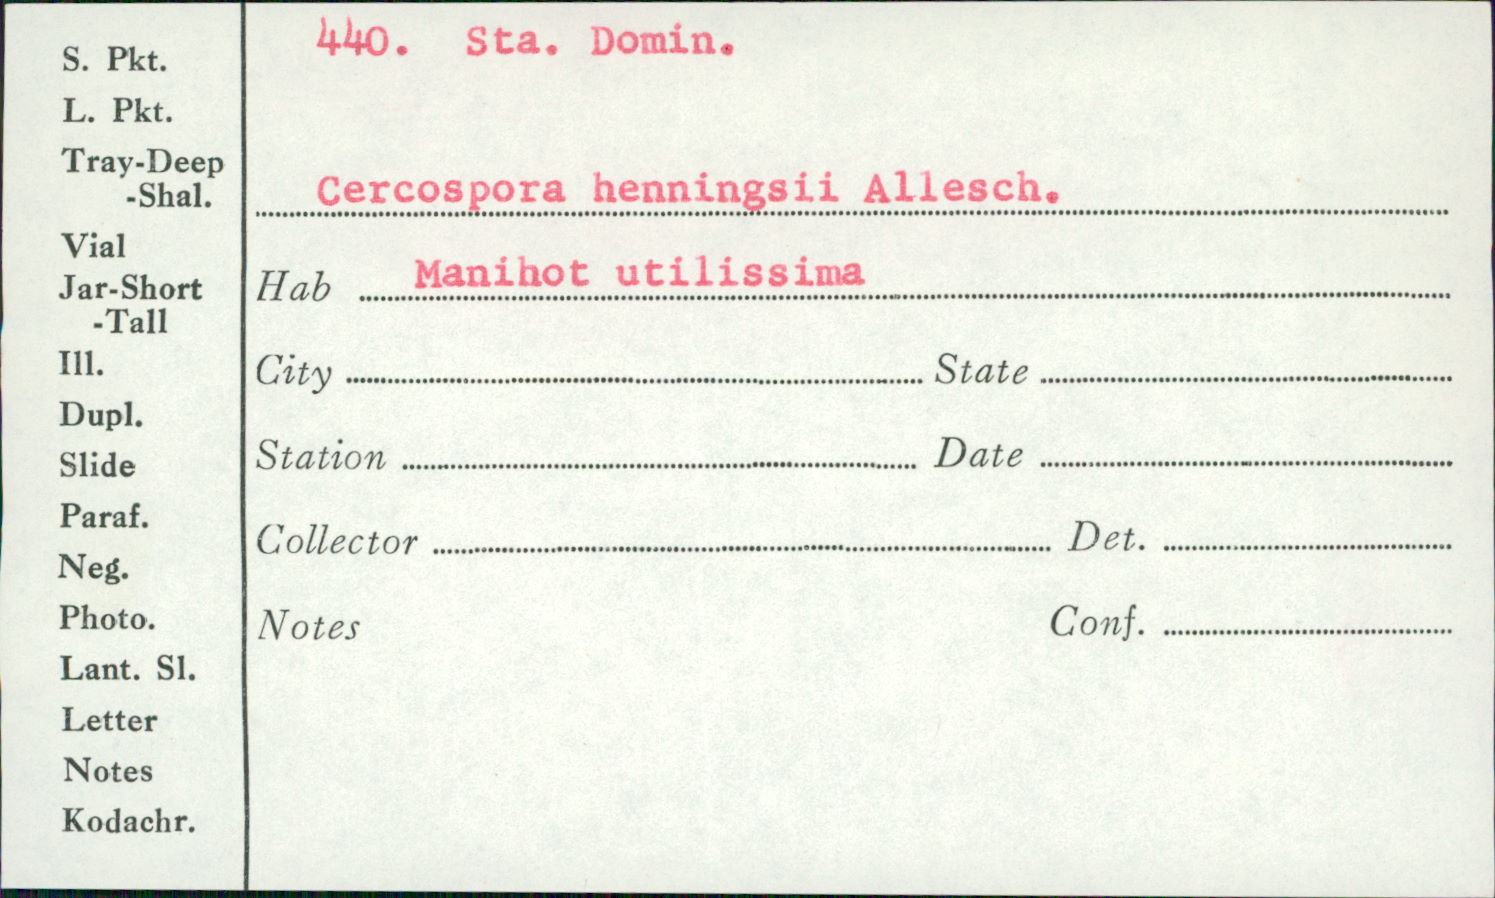 S. Pkt.
L. Pkt.
Tray-Deep
-Shal.
Vial
Jar-Short
-Tall
Ill.
Dupl.
Slide
Paraf.
Neg.
Photo.
Lant. Sl.
Letter
Notes
Kodachr.
440. Sta. Domin.
Cercospora henningsii Allesch.
Hab Manihot utilissima
City State
Station Date
Collector Det.
Notes Conf.